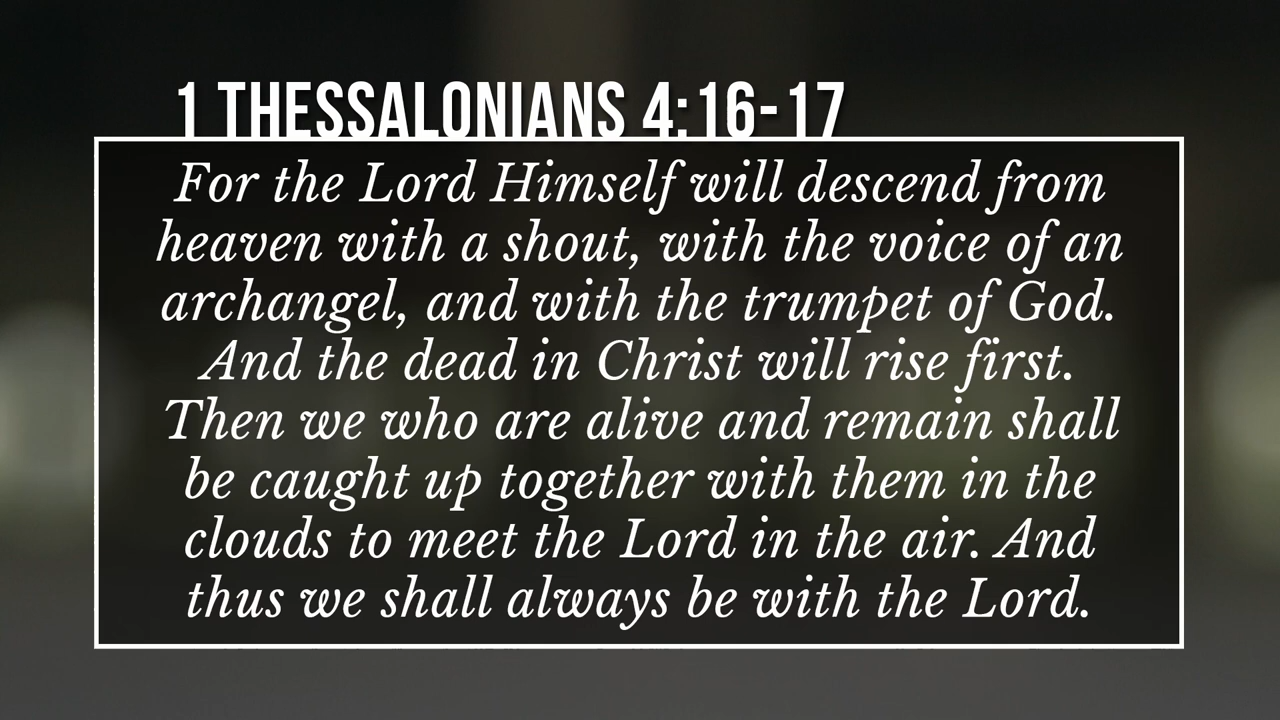 1 THESSALONIANS 4:16-17
For the Lord Himself will descend from
heaven with a shout, with the voice of an
archangel, and with the trumpet of God.
And the dead in Christ will rise first.
Then we who are alive and remain shall
be caught up together with them in the
clouds to meet the Lord in the air. And
thus we shall always be with the Lord.